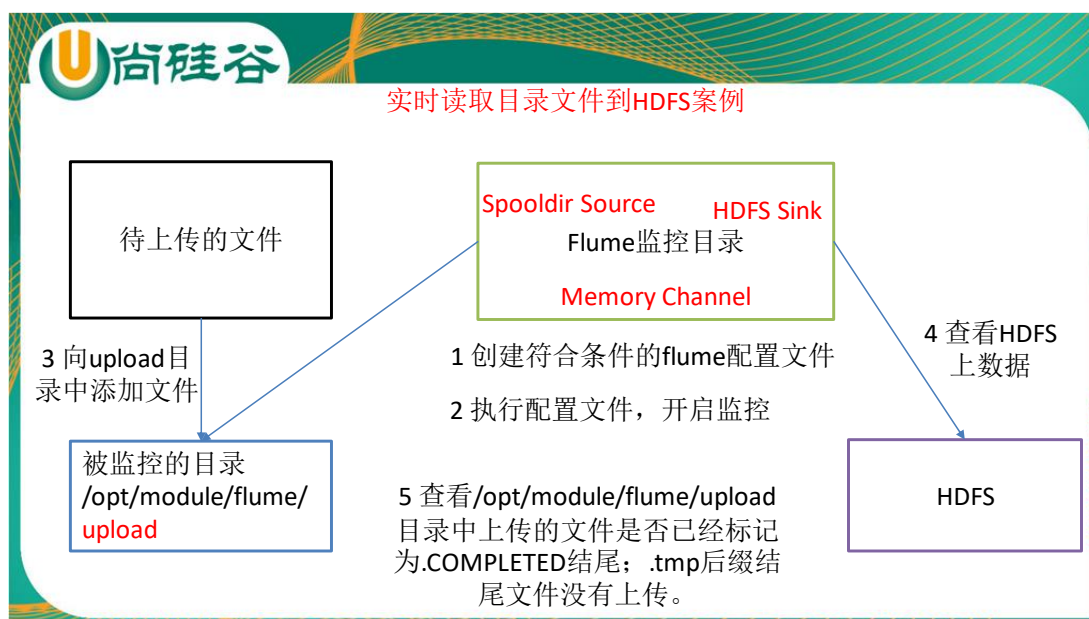 尚硅谷
实时读取目录文件到HDFS案例
待上传的文件
Spooldir Source
HDFS Sink
Flume监控目录
Memory Channel
3 向upload目
录中添加文件
1 创建符合条件的flume配置文件
2 执行配置文件，开启监控
4 查看HDFS
上数据
被监控的目录
/opt/module/flume/
upload
5 查看/opt/module/flume/upload
目录中上传的文件是否已经标记
为.COMPLETED结尾；.tmp后缀结
尾文件没有上传。
HDFS